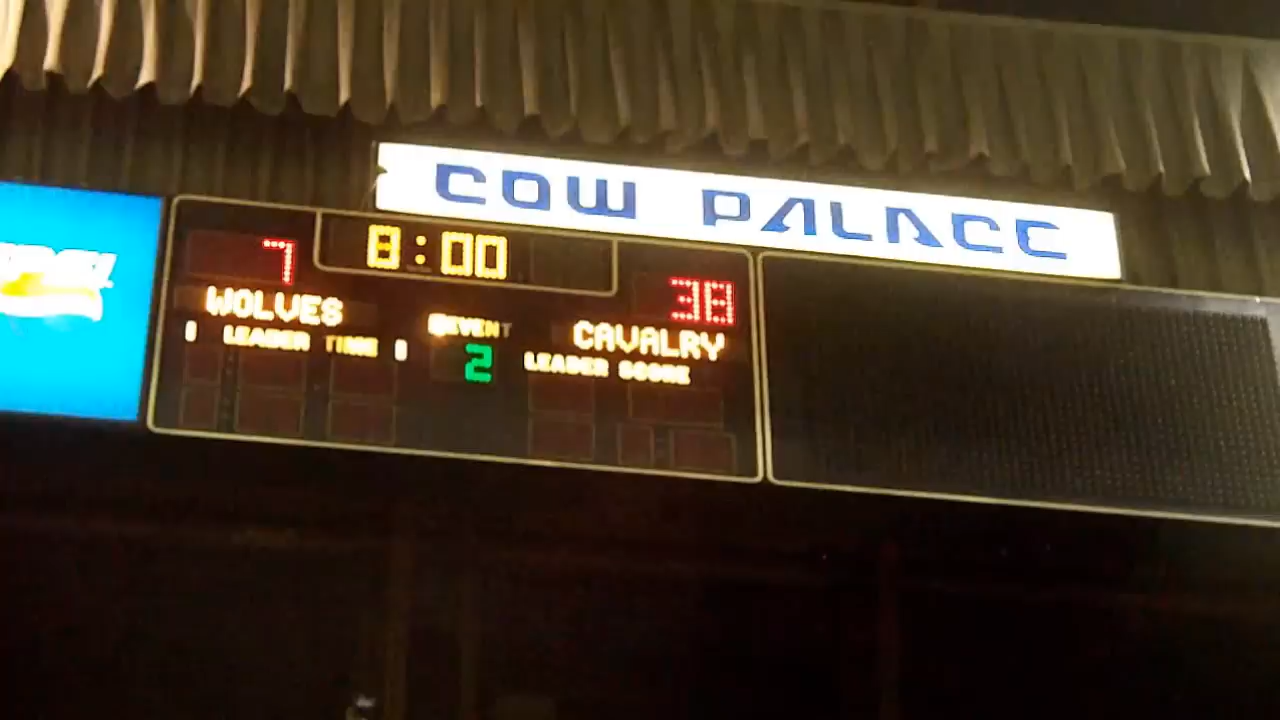 COW PALACE
7 8:00 38
WOLVES CAVALRY
EVENT
LEADER TIME 2 LEADER SCORE